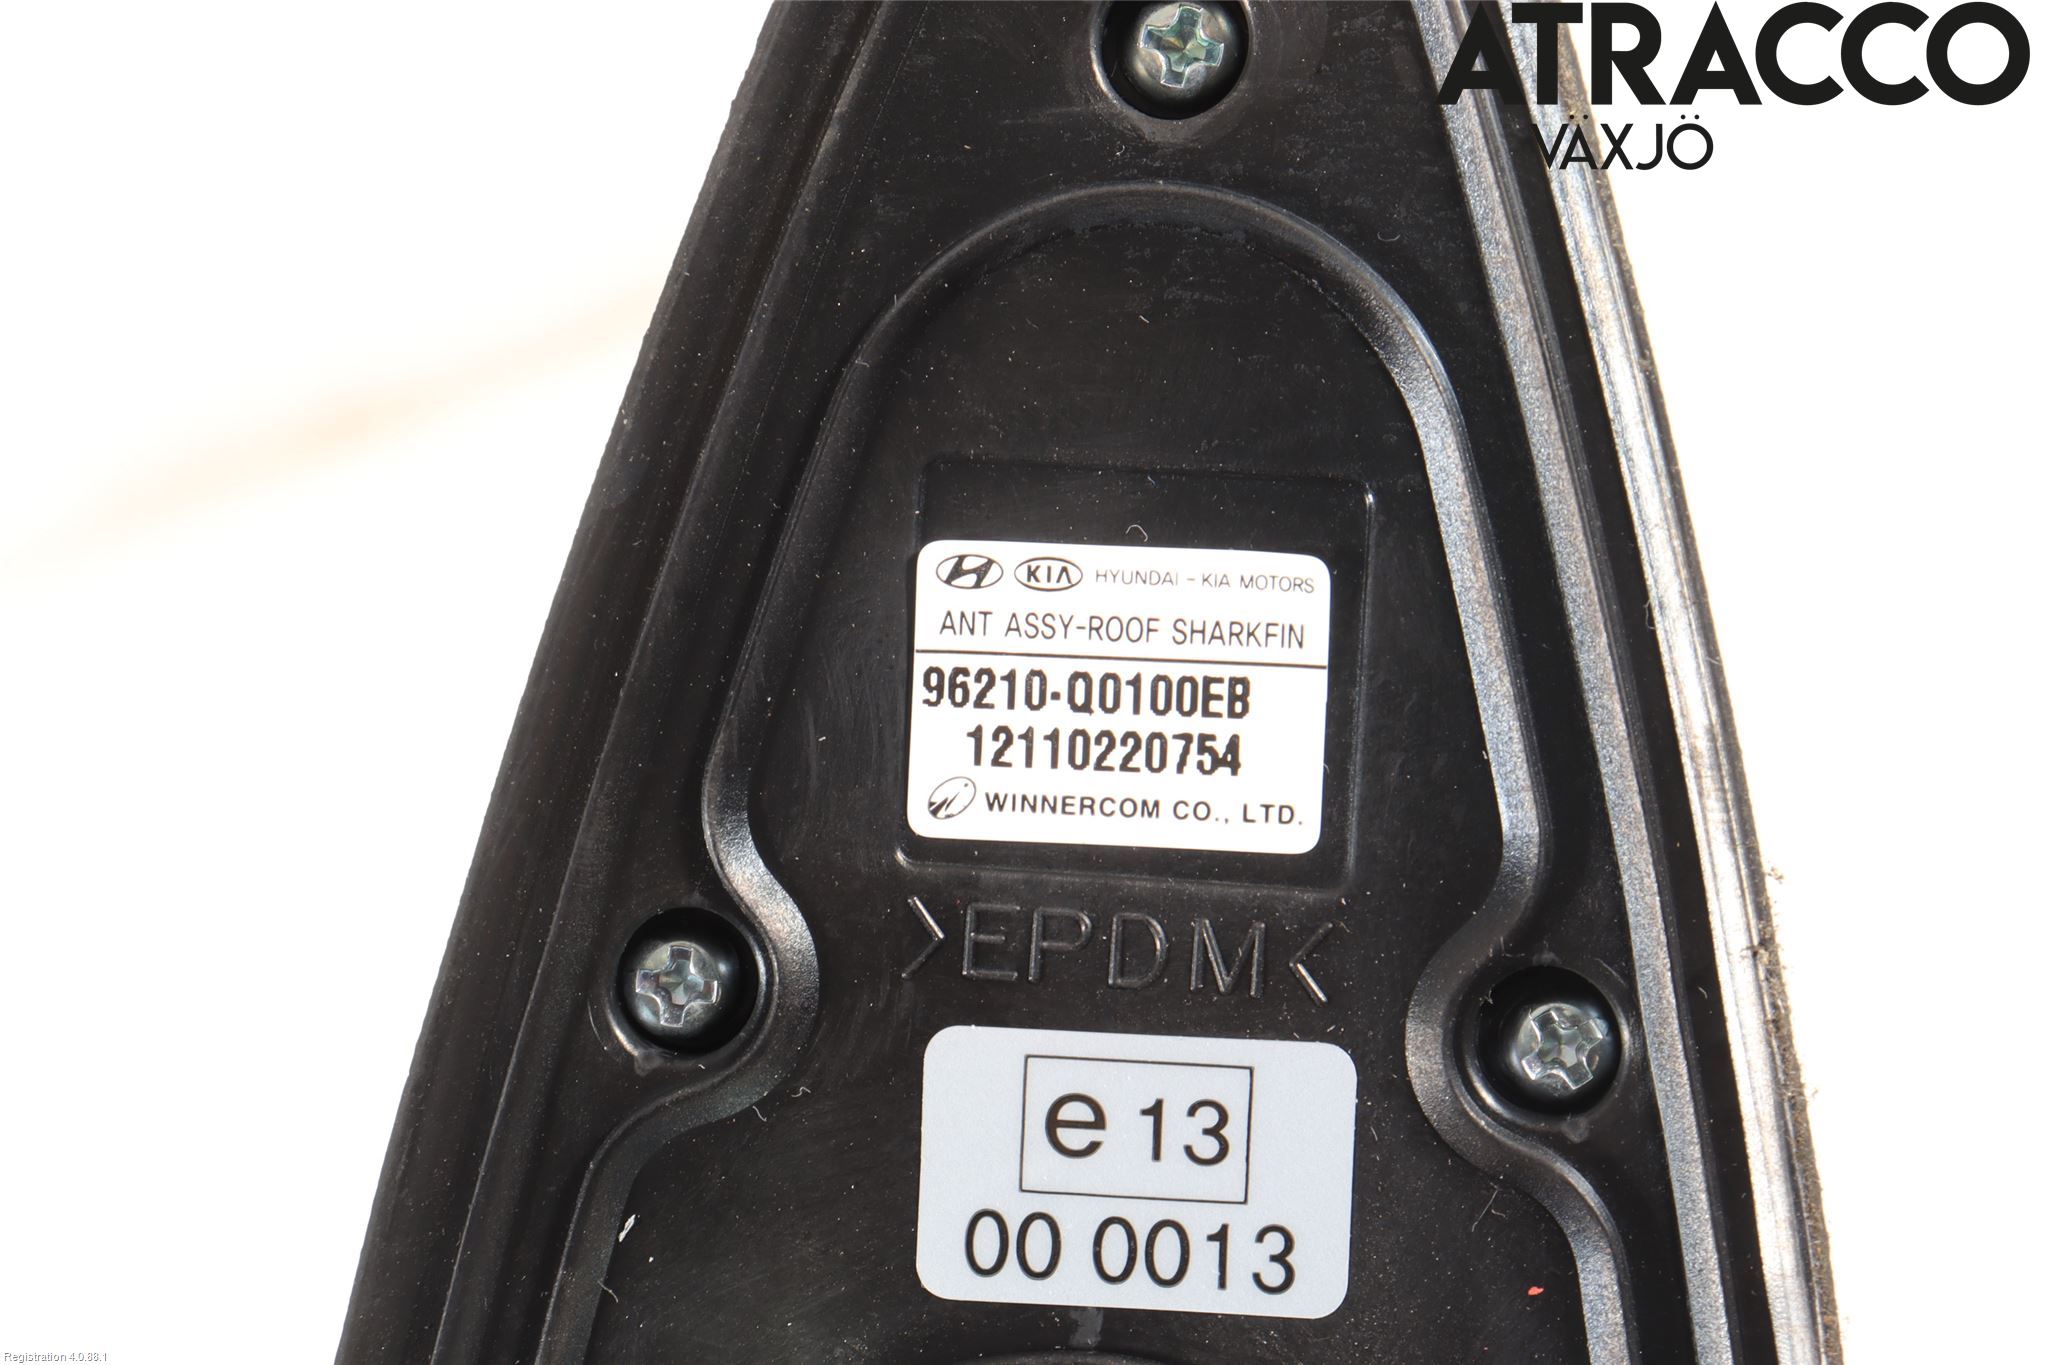 ATRACCO
VÄXJÖ
KIA HYUNDAI - KIA MOTORS
ANT ASSY-ROOF SHARKFIN
96210-Q0100EB
12110220754
WINNERCOM CO., LTD.
>EPDM<
e 13
00 0013
Registration 4.0.88.1